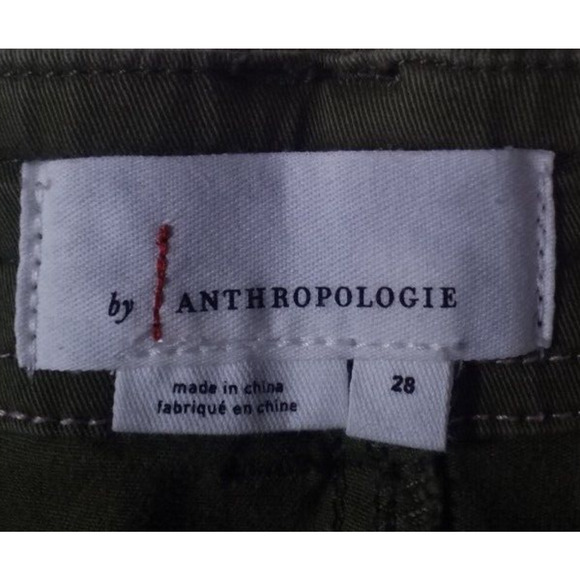 by ANTHROPOLOGIE
made in china
fabriqué en chine
28